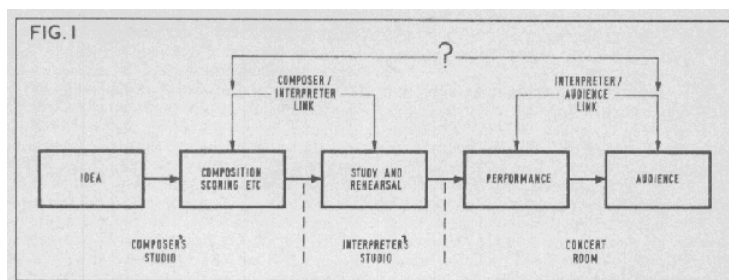 FIG.1
?
COMPOSER/
INTERPRETER
LINK
INTERPRETER/
AUDIENCE
LINK
IDEA
COMPOSITION
SCORING ETC
STUDY AND
REHEARSAL
PERFORMANCE
AUDIENCE
COMPOSER'S
STUDIO
INTERPRETER'S
STUDIO
CONCERT
ROOM